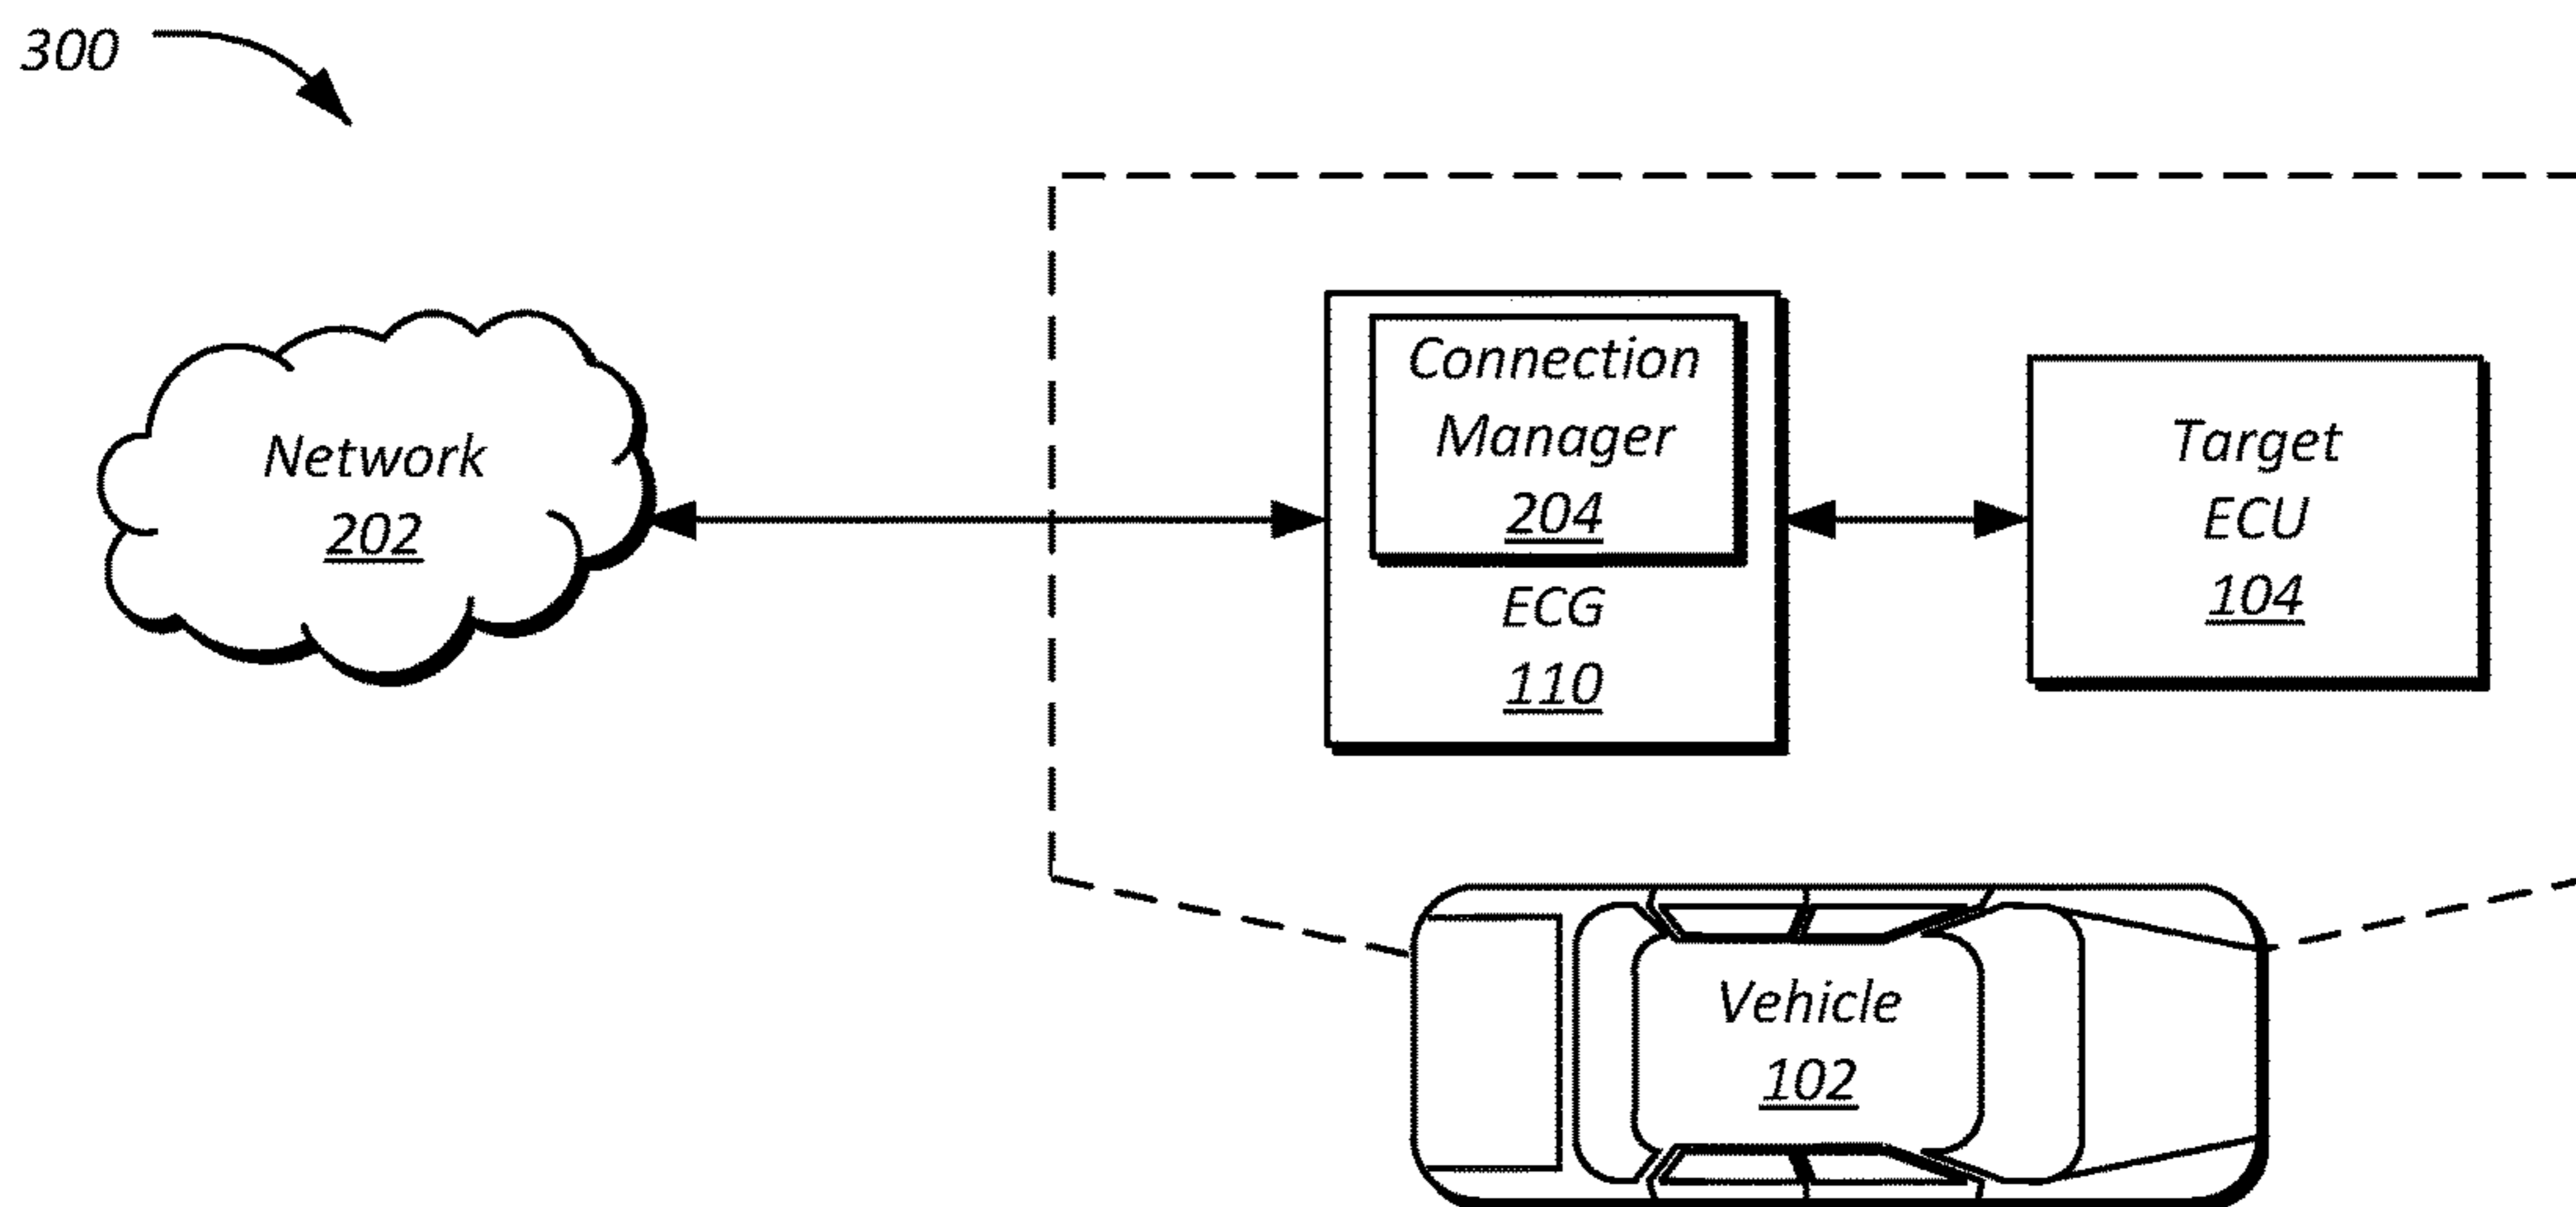 300
Network
202
Connection
Manager
204
ECG
110
Target
ECU
104
Vehicle
102